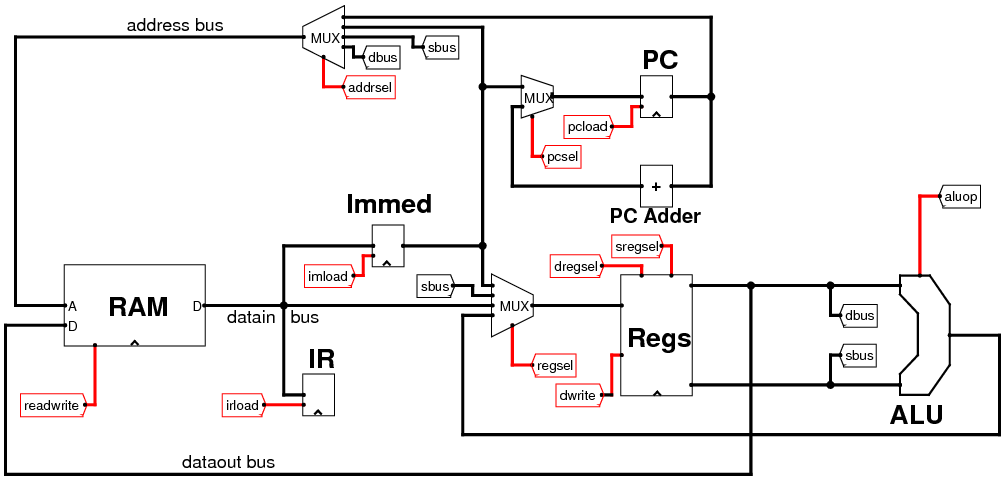 address bus
MUX
sbus
dbus
addrsel
PC
MUX
pcload
pcsel
+
PC Adder
aluop
Immed
sregsel
dregsel
imload
sbus
RAM
A
D
D
datain bus
MUX
Regs
dbus
sbus
IR
regsel
dwrite
readwrite
irload
ALU
dataout bus